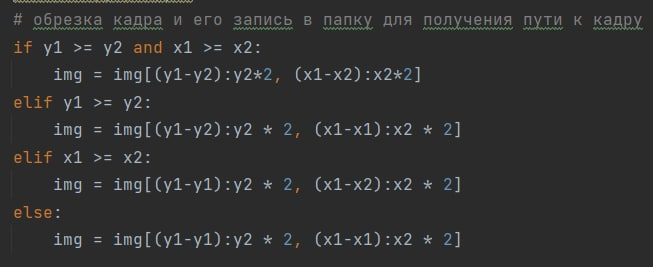 # обрезка кадра и его запись в папку для получения пути к кадру
if y1 >= y2 and x1 >= x2:
    img = img[(y1-y2):y2*2, (x1-x2):x2*2]
elif y1 >= y2:
    img = img[(y1-y2):y2 * 2, (x1-x1):x2 * 2]
elif x1 >= x2:
    img = img[(y1-y1):y2 * 2, (x1-x2):x2 * 2]
else:
    img = img[(y1-y1):y2 * 2, (x1-x1):x2 * 2]